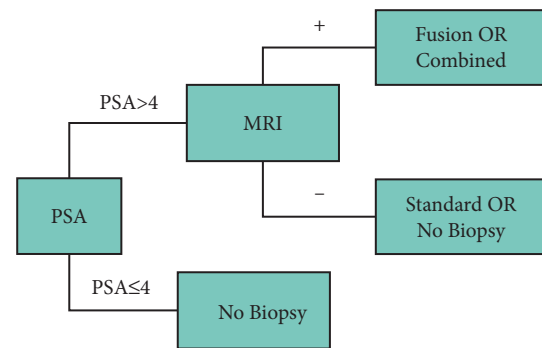 +
Fusion OR
Combined
PSA>4
MRI
–
Standard OR
No Biopsy
PSA
PSA≤4
No Biopsy